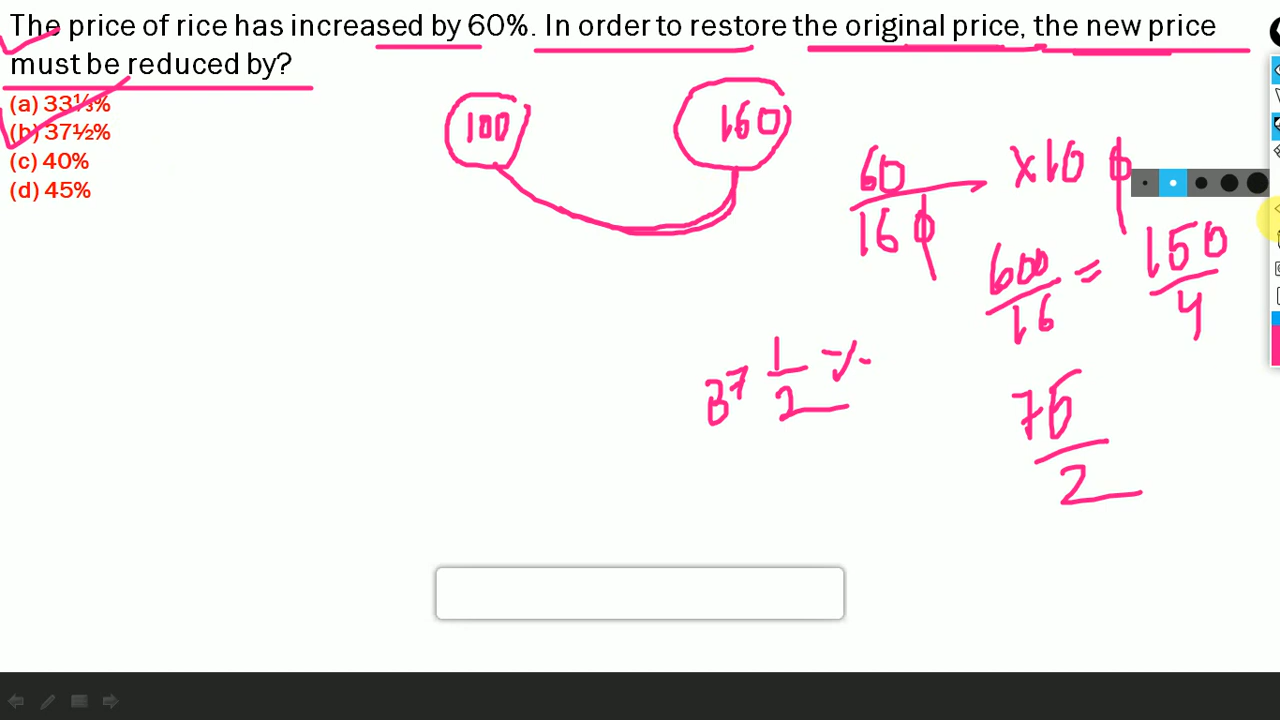 The price of rice has increased by 60%. In order to restore the original price, the new price
must be reduced by?
(a) 33⅓%
(b) 37½%
(c) 40%
(d) 45%
100 160
60/160 ×100
600/16 = 150/4
37 1/2 %
75/2